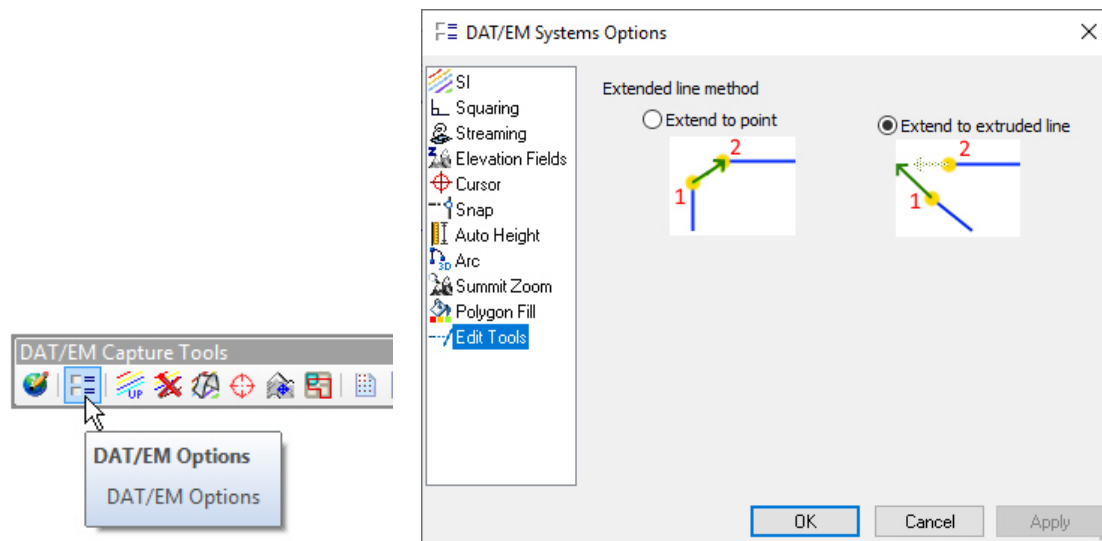 DAT/EM Capture Tools
UP
DAT/EM Options
DAT/EM Options
DAT/EM Systems Options
SI
Squaring
Streaming
Elevation Fields
Cursor
Snap
Auto Height
3D Arc
Summit Zoom
Polygon Fill
Edit Tools
Extended line method
Extend to point
Extend to extruded line
2
1
2
1
OK
Cancel
Apply